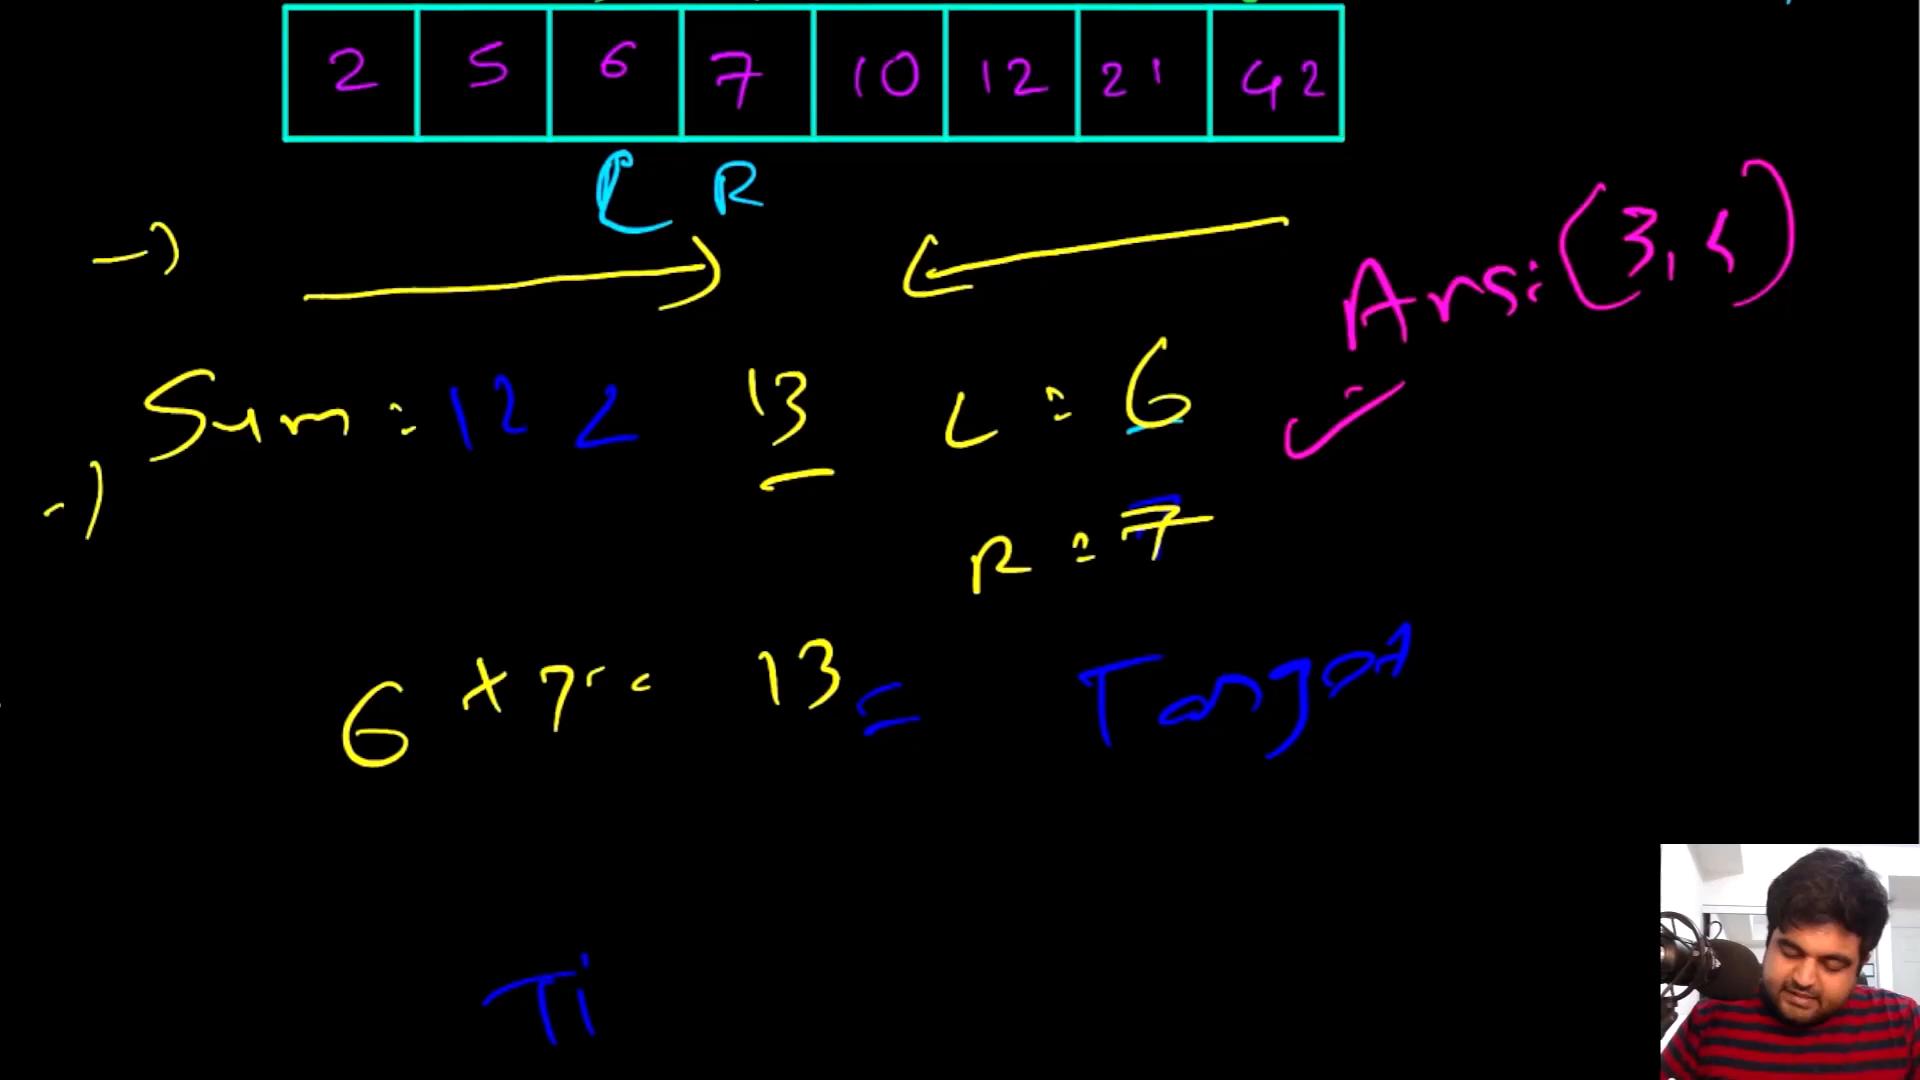 2 5 6 7 10 12 21 42
L R
Ans: (3,4)
Sum = 12 < 13 L = 6
R = 7
6 + 7 = 13 = Target
Ti